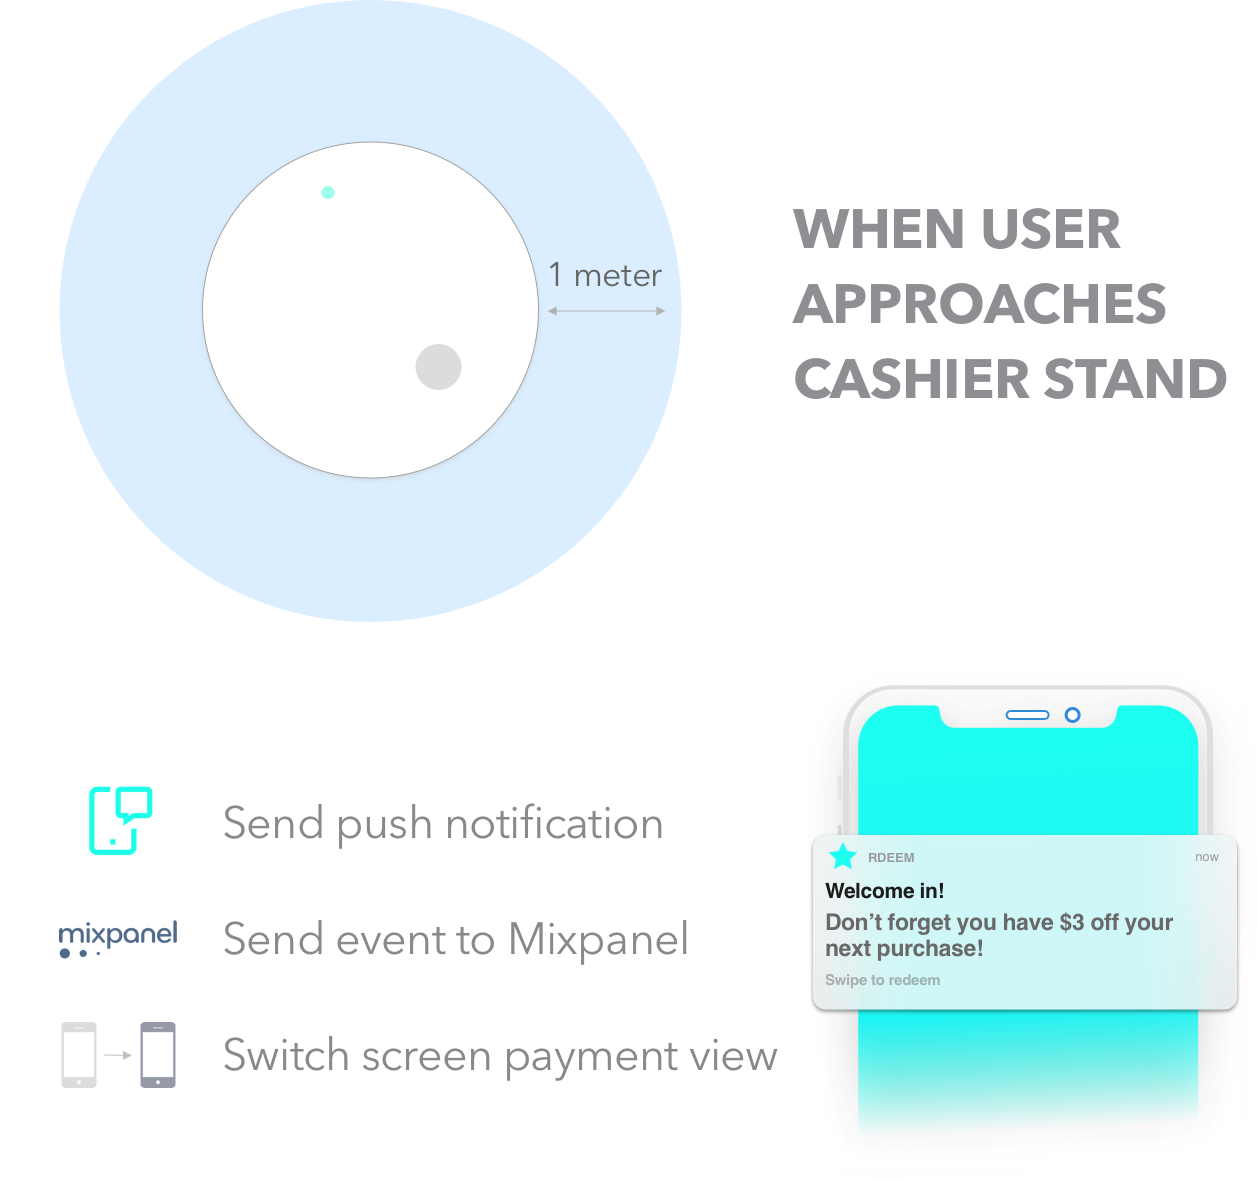 1 meter
WHEN USER
APPROACHES
CASHIER STAND
Send push notification
mixpanel
Send event to Mixpanel
Switch screen payment view
RDEEM
now
Welcome in!
Don’t forget you have $3 off your
next purchase!
Swipe to redeem